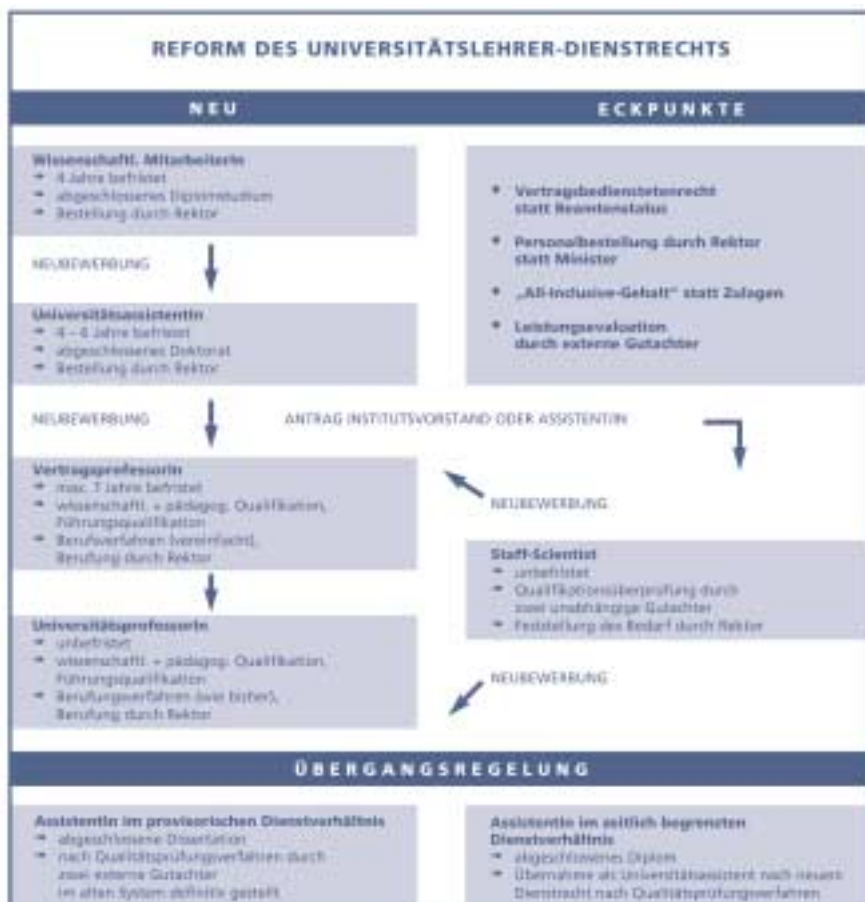 REFORM DES UNIVERSITÄTSLEHRER-DIENSTRECHTS
NEU
Wissenschaftl. MitarbeiterIn
➔ 4 Jahre befristet
➔ abgeschlossenes Diplomstudium
➔ Bestellung durch Rektor
NEUBEWERBUNG
UniversitätsassistentIn
➔ 4 – 6 Jahre befristet
➔ abgeschlossenes Doktorat
➔ Bestellung durch Rektor
ECKPUNKTE
• Vertragsbedienstetenrecht
statt Beamtenstatus
• Personalbestellung durch Rektor
statt Minister
• „All-Inclusive-Gehalt" statt Zulagen
• Leistungsevaluation
durch externe Gutachter
NEUBEWERBUNG
ANTRAG INSTITUTSVORSTAND ODER ASSISTENT/IN
VertragsprofessorIn
➔ max. 7 Jahre befristet
➔ wissenschaftl. + pädagog. Qualifikation,
Führungsqualifikation
➔ Berufsverfahren (vereinfacht),
Berufung durch Rektor
NEUBEWERBUNG
Staff-Scientist
➔ unbefristet
➔ Qualifikationsüberprüfung durch
zwei unabhängige Gutachter
➔ Feststellung des Bedarf durch Rektor
UniversitätsprofessorIn
➔ unbefristet
➔ wissenschaftl. + pädagog. Qualifikation,
Führungsqualifikation
➔ Berufungsverfahren (wie bisher),
Berufung durch Rektor
NEUBEWERBUNG
ÜBERGANGSREGELUNG
AssistentIn im provisorischen Dienstverhältnis
➔ abgeschlossene Dissertation
➔ nach Qualitätsprüfungsverfahren durch
zwei externe Gutachter
im alten System definitiv gestellt
AssistentIn im zeitlich begrenzten
Dienstverhältnis
➔ abgeschlossenes Diplom
➔ Übernahme als Universitätsassistent nach neuem
Dienstrecht nach Qualitätsprüfungsverfahren